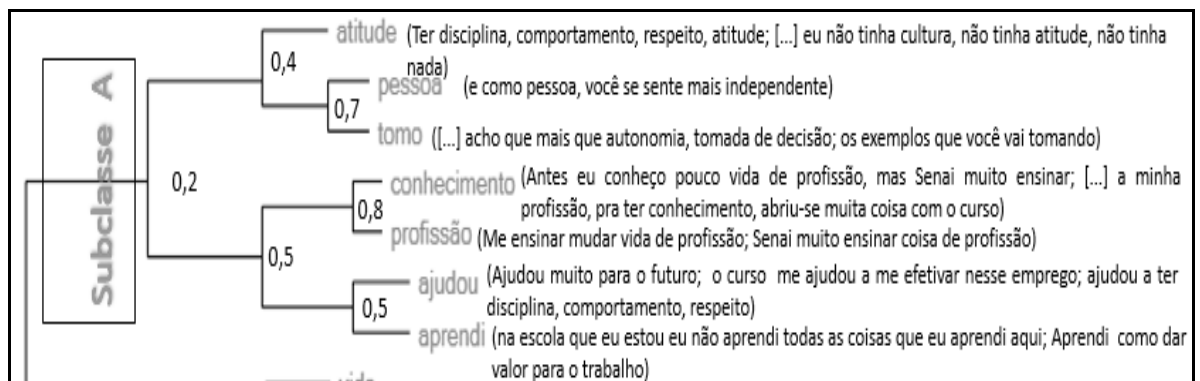 Subclasse A
0,2
0,4
atitude (Ter disciplina, comportamento, respeito, atitude; [...] eu não tinha cultura, não tinha atitude, não tinha
nada)
0,7
pessoa (e como pessoa, você se sente mais independente)
tomo ([...] acho que mais que autonomia, tomada de decisão; os exemplos que você vai tomando)
0,5
0,8
conhecimento (Antes eu conheço pouco vida de profissão, mas Senai muito ensinar; [...] a minha
profissão, pra ter conhecimento, abriu-se muita coisa com o curso)
profissão (Me ensinar mudar vida de profissão; Senai muito ensinar coisa de profissão)
0,5
ajudou (Ajudou muito para o futuro; o curso me ajudou a me efetivar nesse emprego; ajudou a ter
disciplina, comportamento, respeito)
aprendi (na escola que eu estou eu não aprendi todas as coisas que eu aprendi aqui; Aprendi como dar
valor para o trabalho)